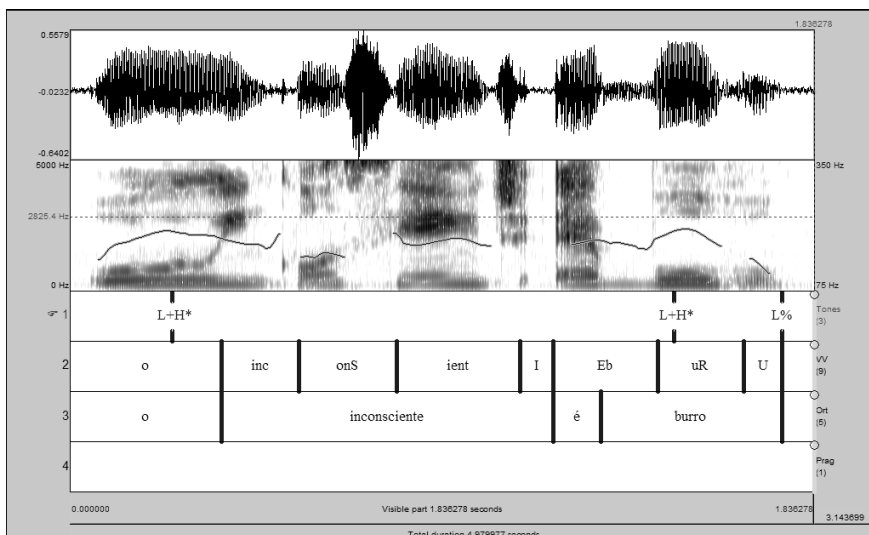 1.836278
0.5579
-0.0232
-0.6402
5000 Hz
350 Hz
2825.4 Hz
0 Hz
75 Hz
☞ 1
L+H*
L+H*
L%
Tones
(3)
2
o
inc
onS
ient
I
Eb
uR
U
VV
(9)
3
o
inconsciente
é
burro
Ort
(5)
4
Prag
(1)
0.000000
Visible part 1.836278 seconds
1.836278
3.143699
Total duration 4.979977 seconds